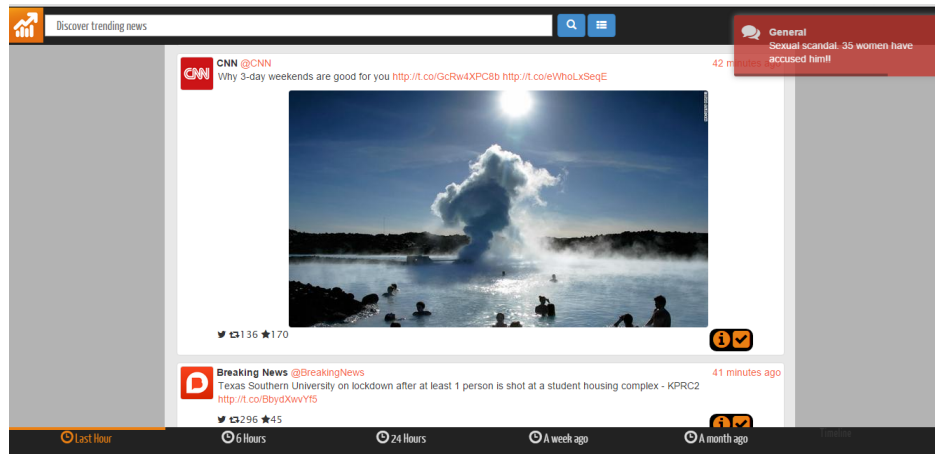 Discover trending news
General
Sexual scandal. 35 women have
accused him!!
CNN
CNN @CNN
42 minutes ago
Why 3-day weekends are good for you http://t.co/GcRw4XPC8b http://t.co/eWhoLxSeqE
136 170
Breaking News @BreakingNews
41 minutes ago
Texas Southern University on lockdown after at least 1 person is shot at a student housing complex - KPRC2
http://t.co/BbydXwvYf5
296 45
Last Hour
6 Hours
24 Hours
A week ago
A month ago
Timeline